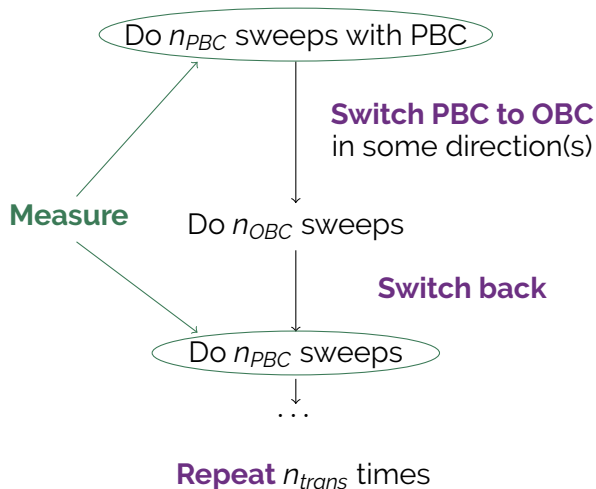 Do n_PBC sweeps with PBC
Switch PBC to OBC
in some direction(s)
Measure
Do n_OBC sweeps
Switch back
Do n_PBC sweeps
...
Repeat n_trans times